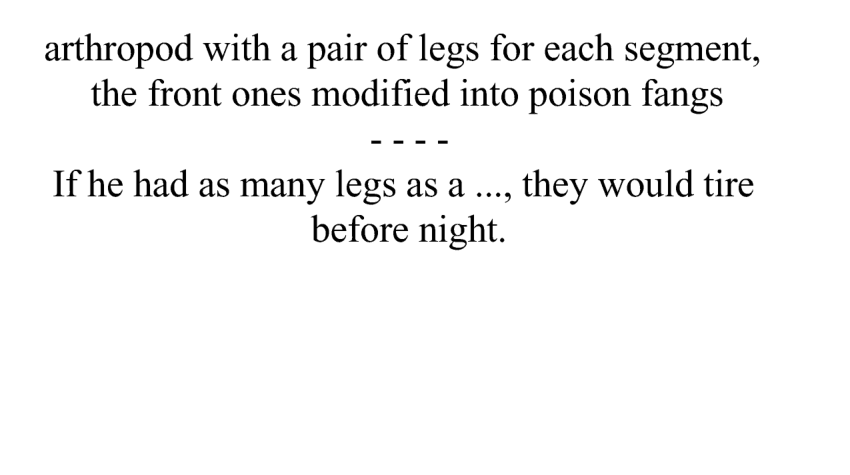 arthropod with a pair of legs for each segment,
the front ones modified into poison fangs
- - - -
If he had as many legs as a ..., they would tire
before night.